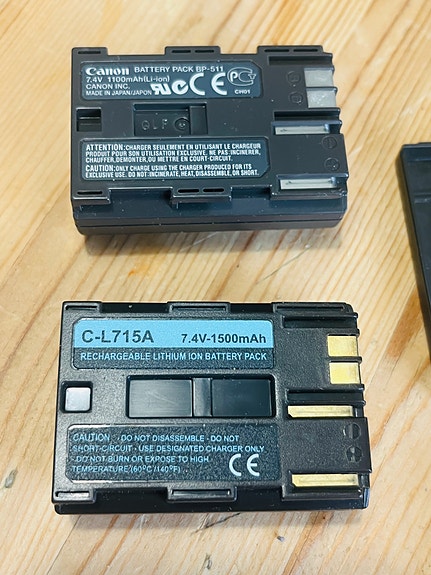 Canon BATTERY PACK BP-511
7.4V 1100mAh(Li-ion)
CANON INC.
MADE IN JAPAN/JAPON
CE
PC
CH01
ATTENTION:CHARGER SEULEMENT EN UTILISANT LE CHARGEUR
PRODUIT POUR SON UTILISATION EXCLUSIVE. NE PAS:INCINERER,
CHAUFFER,DEMONTER,OU METTRE EN COURT-CIRCUIT.
CAUTION:ONLY CHARGE USING THE CHARGER PRODUCED FOR ITS
EXCLUSIVE USE. DO NOT:INCINERATE,HEAT,DISASSEMBLE,OR SHORT.
C-L715A 7.4V-1500mAh
RECHARGEABLE LITHIUM ION BATTERY PACK
CAUTION · DO NOT DISASSEMBLE · DO NOT
SHORT-CIRCUIT · USE DESIGNATED CHARGER ONLY
· DO NOT BURN OR EXPOSE TO HIGH
TEMPERATURE (60°C /140°F)
CE